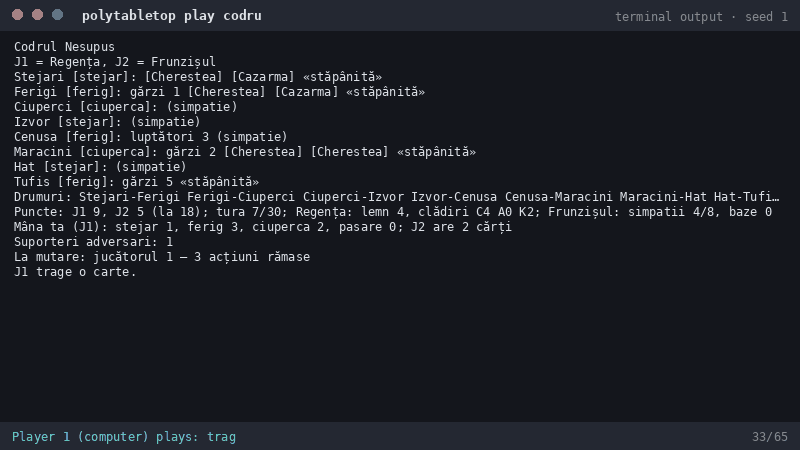 polytabletop play codru
terminal output · seed 1
Codrul Nesupus
J1 = Regența, J2 = Frunzișul
Stejari [stejar]: [Cherestea] [Cazarma] «stăpânită»
Ferigi [ferig]: gărzi 1 [Cherestea] [Cazarma] «stăpânită»
Ciuperci [ciuperca]: (simpatie)
Izvor [stejar]: (simpatie)
Cenusa [ferig]: luptători 3 (simpatie)
Maracini [ciuperca]: gărzi 2 [Cherestea] [Cherestea] «stăpânită»
Hat [stejar]: (simpatie)
Tufis [ferig]: gărzi 5 «stăpânită»
Drumuri: Stejari-Ferigi Ferigi-Ciuperci Ciuperci-Izvor Izvor-Cenusa Cenusa-Maracini Maracini-Hat Hat-Tufi…
Puncte: J1 9, J2 5 (la 18); tura 7/30; Regența: lemn 4, clădiri C4 A0 K2; Frunzișul: simpatii 4/8, baze 0
Mâna ta (J1): stejar 1, ferig 3, ciuperca 2, pasare 0; J2 are 2 cărți
Suporteri adversari: 1
La mutare: jucătorul 1 — 3 acțiuni rămase
J1 trage o carte.
Player 1 (computer) plays: trag
33/65